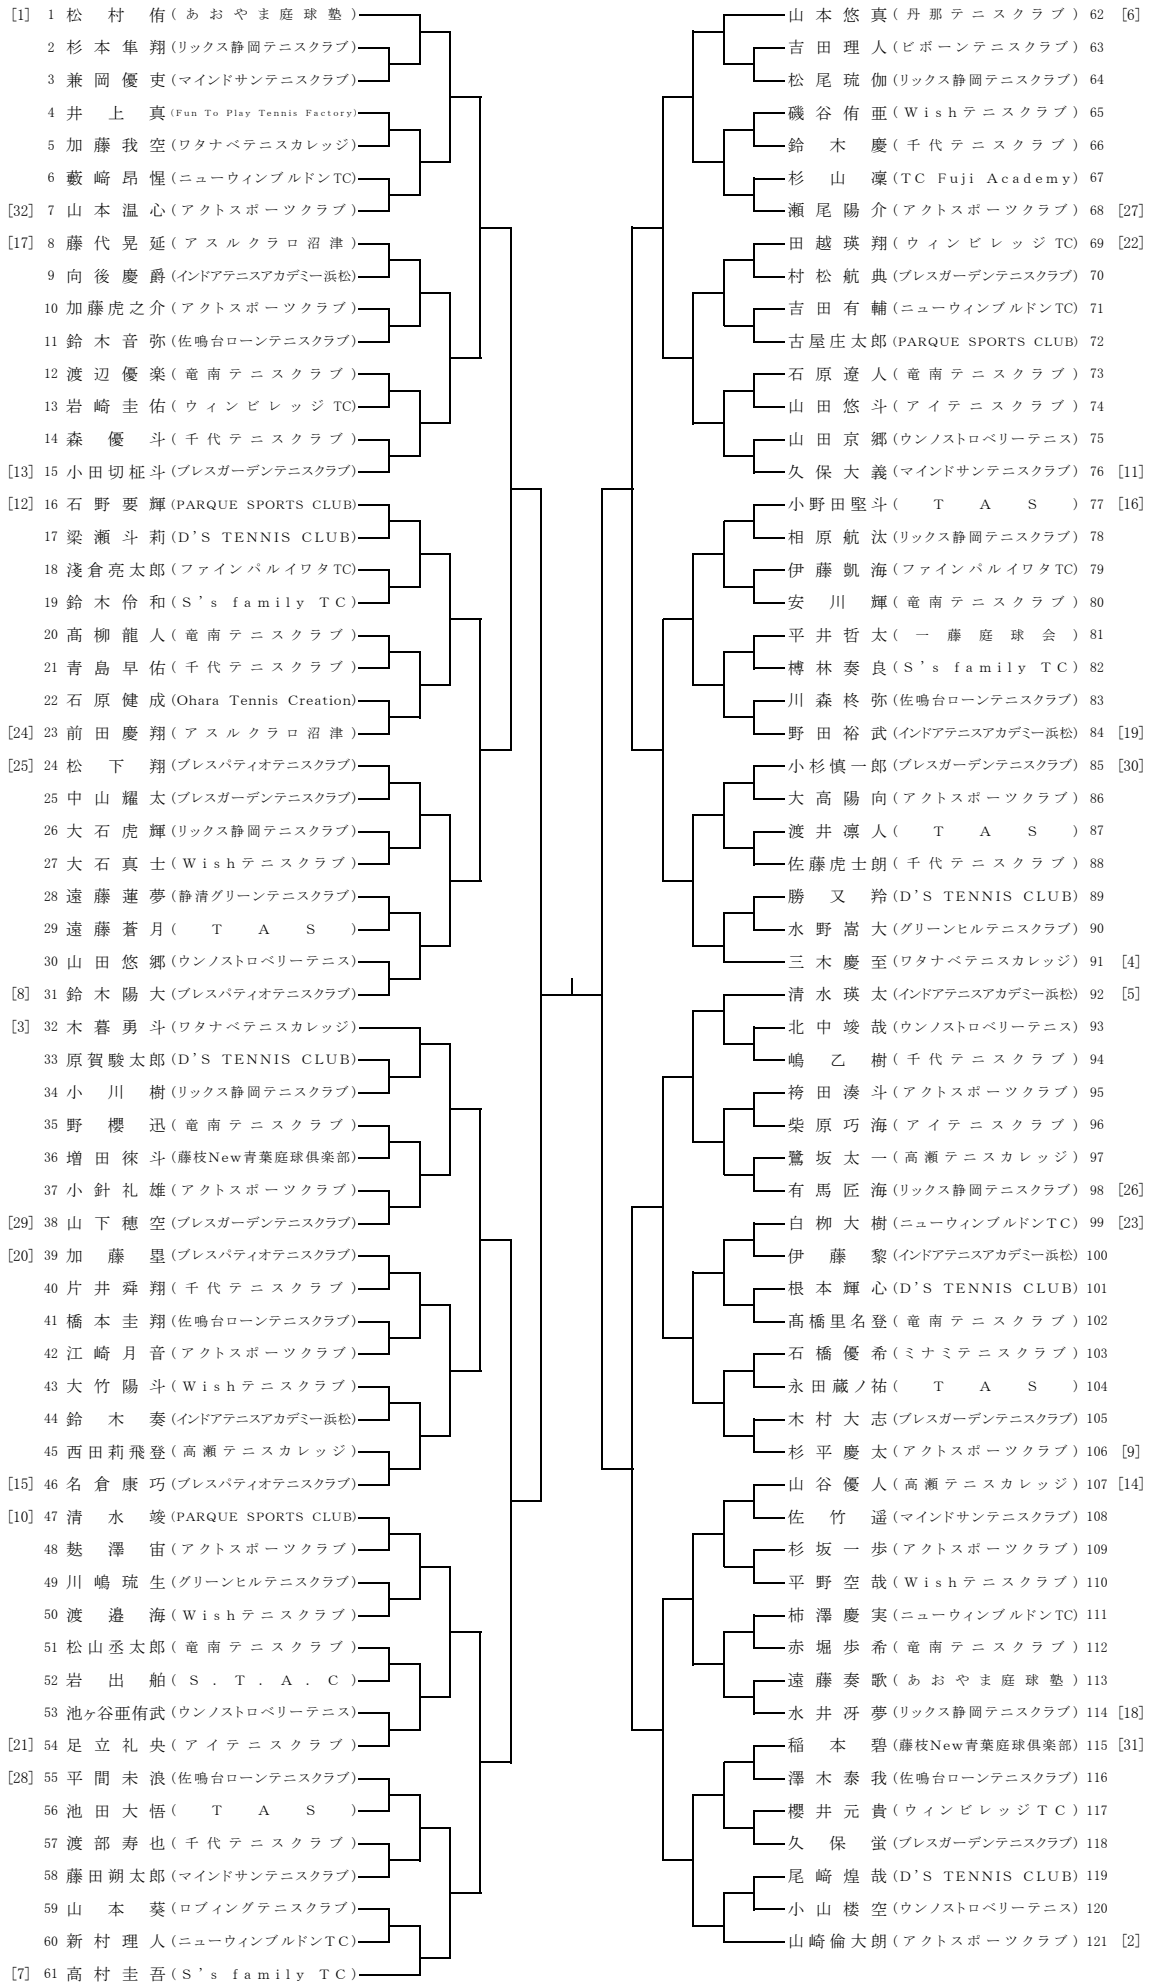 [1] 1 松村侑 (あおやま庭球塾)
2 杉本隼翔 (リックス静岡テニスクラブ)
3 兼岡優吏 (マインドサンテニスクラブ)
4 井上真 (Fun To Play Tennis Factory)
5 加藤我空 (ワタナベテニスカレッジ)
6 藪﨑昂惺 (ニューウィンブルドンTC)
[32] 7 山本温心 (アクトスポーツクラブ)
[17] 8 藤代晃延 (アスルクラロ沼津)
9 向後慶爵 (インドアテニスアカデミー浜松)
10 加藤虎之介 (アクトスポーツクラブ)
11 鈴木音弥 (佐鳴台ローンテニスクラブ)
12 渡辺優楽 (竜南テニスクラブ)
13 岩崎圭佑 (ウィンビレッジTC)
14 森優斗 (千代テニスクラブ)
[13] 15 小田切柾斗 (ブレスガーデンテニスクラブ)
[12] 16 石野要輝 (PARQUE SPORTS CLUB)
17 梁瀬斗莉 (D'S TENNIS CLUB)
18 淺倉亮太郎 (ファインパルイワタTC)
19 鈴木伶和 (S's family TC)
20 髙柳龍人 (竜南テニスクラブ)
21 青島早佑 (千代テニスクラブ)
22 石原健成 (Ohara Tennis Creation)
[24] 23 前田慶翔 (アスルクラロ沼津)
[25] 24 松下翔 (ブレスパティオテニスクラブ)
25 中山耀太 (ブレスガーデンテニスクラブ)
26 大石虎輝 (リックス静岡テニスクラブ)
27 大石真士 (Wishテニスクラブ)
28 遠藤蓮夢 (静清グリーンテニスクラブ)
29 遠藤蒼月 (TAS)
30 山田悠郷 (ウンノストロベリーテニス)
[8] 31 鈴木陽大 (ブレスパティオテニスクラブ)
[3] 32 木暮勇斗 (ワタナベテニスカレッジ)
33 原賀駿太郎 (D'S TENNIS CLUB)
34 小川樹 (リックス静岡テニスクラブ)
35 野櫻迅 (竜南テニスクラブ)
36 増田徠斗 (藤枝New青葉庭球倶楽部)
37 小針礼雄 (アクトスポーツクラブ)
[29] 38 山下穂空 (ブレスガーデンテニスクラブ)
[20] 39 加藤塁 (ブレスパティオテニスクラブ)
40 片井舜翔 (千代テニスクラブ)
41 橋本圭翔 (佐鳴台ローンテニスクラブ)
42 江崎月音 (アクトスポーツクラブ)
43 大竹陽斗 (Wishテニスクラブ)
44 鈴木奏 (インドアテニスアカデミー浜松)
45 西田莉飛登 (高瀬テニスカレッジ)
[15] 46 名倉康巧 (ブレスパティオテニスクラブ)
[10] 47 清水竣 (PARQUE SPORTS CLUB)
48 麸澤宙 (アクトスポーツクラブ)
49 川嶋琉生 (グリーンヒルテニスクラブ)
50 渡邉海 (Wishテニスクラブ)
51 松山丞太郎 (竜南テニスクラブ)
52 岩出舶 (S.T.A.C)
53 池ヶ谷亜侑武 (ウンノストロベリーテニス)
[21] 54 足立礼央 (アイテニスクラブ)
[28] 55 平間未浪 (佐鳴台ローンテニスクラブ)
56 池田大悟 (TAS)
57 渡部寿也 (千代テニスクラブ)
58 藤田朔太郎 (マインドサンテニスクラブ)
59 山本葵 (ロブィングテニスクラブ)
60 新村理人 (ニューウィンブルドンTC)
[7] 61 高村圭吾 (S's family TC)
山本悠真 (丹那テニスクラブ) 62 [6]
吉田理人 (ビボーンテニスクラブ) 63
松尾琉伽 (リックス静岡テニスクラブ) 64
磯谷侑亜 (Wishテニスクラブ) 65
鈴木慶 (千代テニスクラブ) 66
杉山凜 (TC Fuji Academy) 67
瀬尾陽介 (アクトスポーツクラブ) 68 [27]
田越瑛翔 (ウィンビレッジTC) 69 [22]
村松航典 (ブレスガーデンテニスクラブ) 70
吉田有輔 (ニューウィンブルドンTC) 71
古屋庄太郎 (PARQUE SPORTS CLUB) 72
石原遼人 (竜南テニスクラブ) 73
山田悠斗 (アイテニスクラブ) 74
山田京郷 (ウンノストロベリーテニス) 75
久保大義 (マインドサンテニスクラブ) 76 [11]
小野田堅斗 (TAS) 77 [16]
相原航汰 (リックス静岡テニスクラブ) 78
伊藤凱海 (ファインパルイワタTC) 79
安川輝 (竜南テニスクラブ) 80
平井哲太 (一藤庭球会) 81
榑林奏良 (S's family TC) 82
川森柊弥 (佐鳴台ローンテニスクラブ) 83
野田裕武 (インドアテニスアカデミー浜松) 84 [19]
小杉慎一郎 (ブレスガーデンテニスクラブ) 85 [30]
大高陽向 (アクトスポーツクラブ) 86
渡井凛人 (TAS) 87
佐藤虎士朗 (千代テニスクラブ) 88
勝又羚 (D'S TENNIS CLUB) 89
水野嵩大 (グリーンヒルテニスクラブ) 90
三木慶至 (ワタナベテニスカレッジ) 91 [4]
清水瑛太 (インドアテニスアカデミー浜松) 92 [5]
北中竣哉 (ウンノストロベリーテニス) 93
嶋乙樹 (千代テニスクラブ) 94
袴田湊斗 (アクトスポーツクラブ) 95
柴原巧海 (アイテニスクラブ) 96
鷺坂太一 (高瀬テニスカレッジ) 97
有馬匠海 (リックス静岡テニスクラブ) 98 [26]
白栁大樹 (ニューウィンブルドンTC) 99 [23]
伊藤黎 (インドアテニスアカデミー浜松) 100
根本輝心 (D'S TENNIS CLUB) 101
髙橋里名登 (竜南テニスクラブ) 102
石橋優希 (ミナミテニスクラブ) 103
永田蔵ノ祐 (TAS) 104
木村大志 (ブレスガーデンテニスクラブ) 105
杉平慶太 (アクトスポーツクラブ) 106 [9]
山谷優人 (高瀬テニスカレッジ) 107 [14]
佐竹遥 (マインドサンテニスクラブ) 108
杉坂一歩 (アクトスポーツクラブ) 109
平野空哉 (Wishテニスクラブ) 110
柿澤慶実 (ニューウィンブルドンTC) 111
赤堀歩希 (竜南テニスクラブ) 112
遠藤奏歌 (あおやま庭球塾) 113
水井冴夢 (リックス静岡テニスクラブ) 114 [18]
稲本碧 (藤枝New青葉庭球倶楽部) 115 [31]
澤木泰我 (佐鳴台ローンテニスクラブ) 116
櫻井元貴 (ウィンビレッジTC) 117
久保蛍 (ブレスガーデンテニスクラブ) 118
尾﨑煌哉 (D'S TENNIS CLUB) 119
小山楼空 (ウンノストロベリーテニス) 120
山崎倫大朗 (アクトスポーツクラブ) 121 [2]